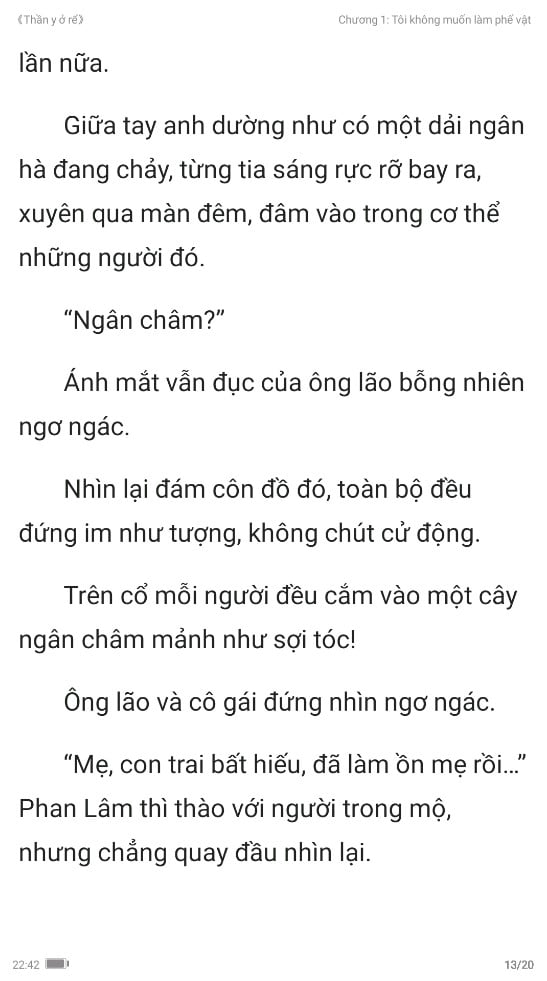 《Thần y ở rể》
Chương 1: Tôi không muốn làm phế vật
lần nữa.
Giữa tay anh dường như có một dải ngân
hà đang chảy, từng tia sáng rực rỡ bay ra,
xuyên qua màn đêm, đâm vào trong cơ thể
những người đó.
“Ngân châm?”
Ánh mắt vẫn đục của ông lão bỗng nhiên
ngơ ngác.
Nhìn lại đám côn đồ đó, toàn bộ đều
đứng im như tượng, không chút cử động.
Trên cổ mỗi người đều cắm vào một cây
ngân châm mảnh như sợi tóc!
Ông lão và cô gái đứng nhìn ngơ ngác.
“Mẹ, con trai bất hiếu, đã làm ồn mẹ rồi...”
Phan Lâm thì thào với người trong mộ,
nhưng chẳng quay đầu nhìn lại.
22:42
13/20